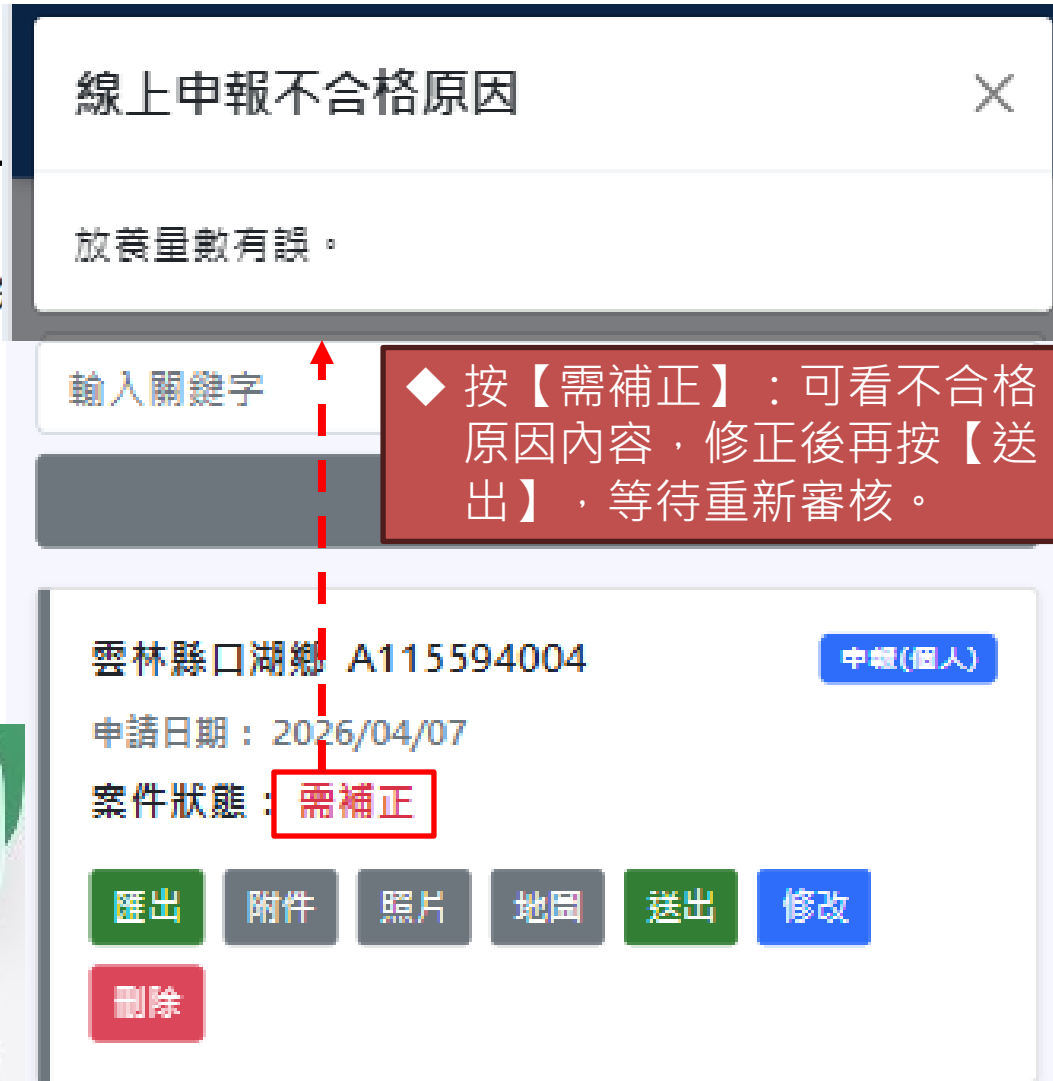 線上申報不合格原因
放養量數有誤。
輸入關鍵字
◆ 按【需補正】：可看不合格
原因內容，修正後再按【送
出】，等待重新審核。
雲林縣口湖鄉 A115594004
申報(個人)
申請日期： 2026/04/07
案件狀態： 需補正
匯出 附件 照片 地圖 送出 修改
刪除